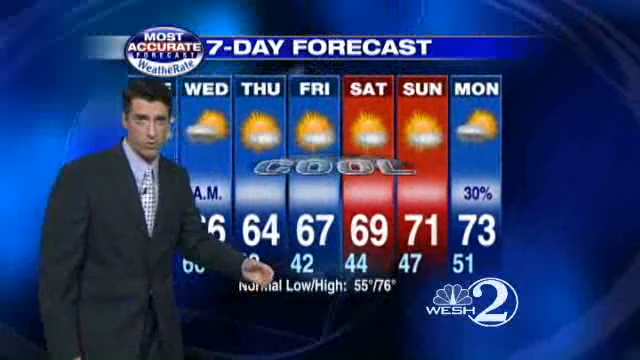 MOST
ACCURATE
FORECAST
WeatheRate
7-DAY FORECAST
WED THU FRI SAT SUN MON
COOL
A.M. 30%
64 67 69 71 73
42 44 47 51
Normal Low/High: 55°/76°
WESH 2